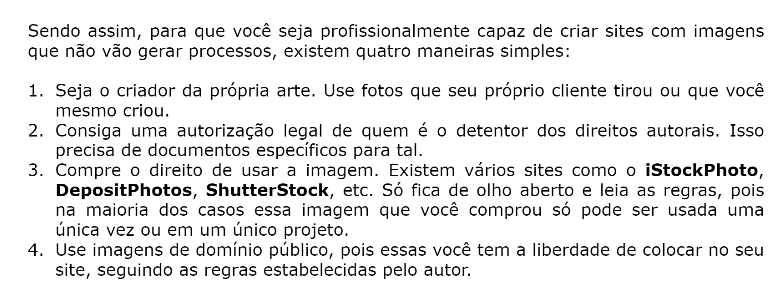 Sendo assim, para que você seja profissionalmente capaz de criar sites com imagens
que não vão gerar processos, existem quatro maneiras simples:
1. Seja o criador da própria arte. Use fotos que seu próprio cliente tirou ou que você
mesmo criou.
2. Consiga uma autorização legal de quem é o detentor dos direitos autorais. Isso
precisa de documentos específicos para tal.
3. Compre o direito de usar a imagem. Existem vários sites como o iStockPhoto,
DepositPhotos, ShutterStock, etc. Só fica de olho aberto e leia as regras, pois
na maioria dos casos essa imagem que você comprou só pode ser usada uma
única vez ou em um único projeto.
4. Use imagens de domínio público, pois essas você tem a liberdade de colocar no seu
site, seguindo as regras estabelecidas pelo autor.